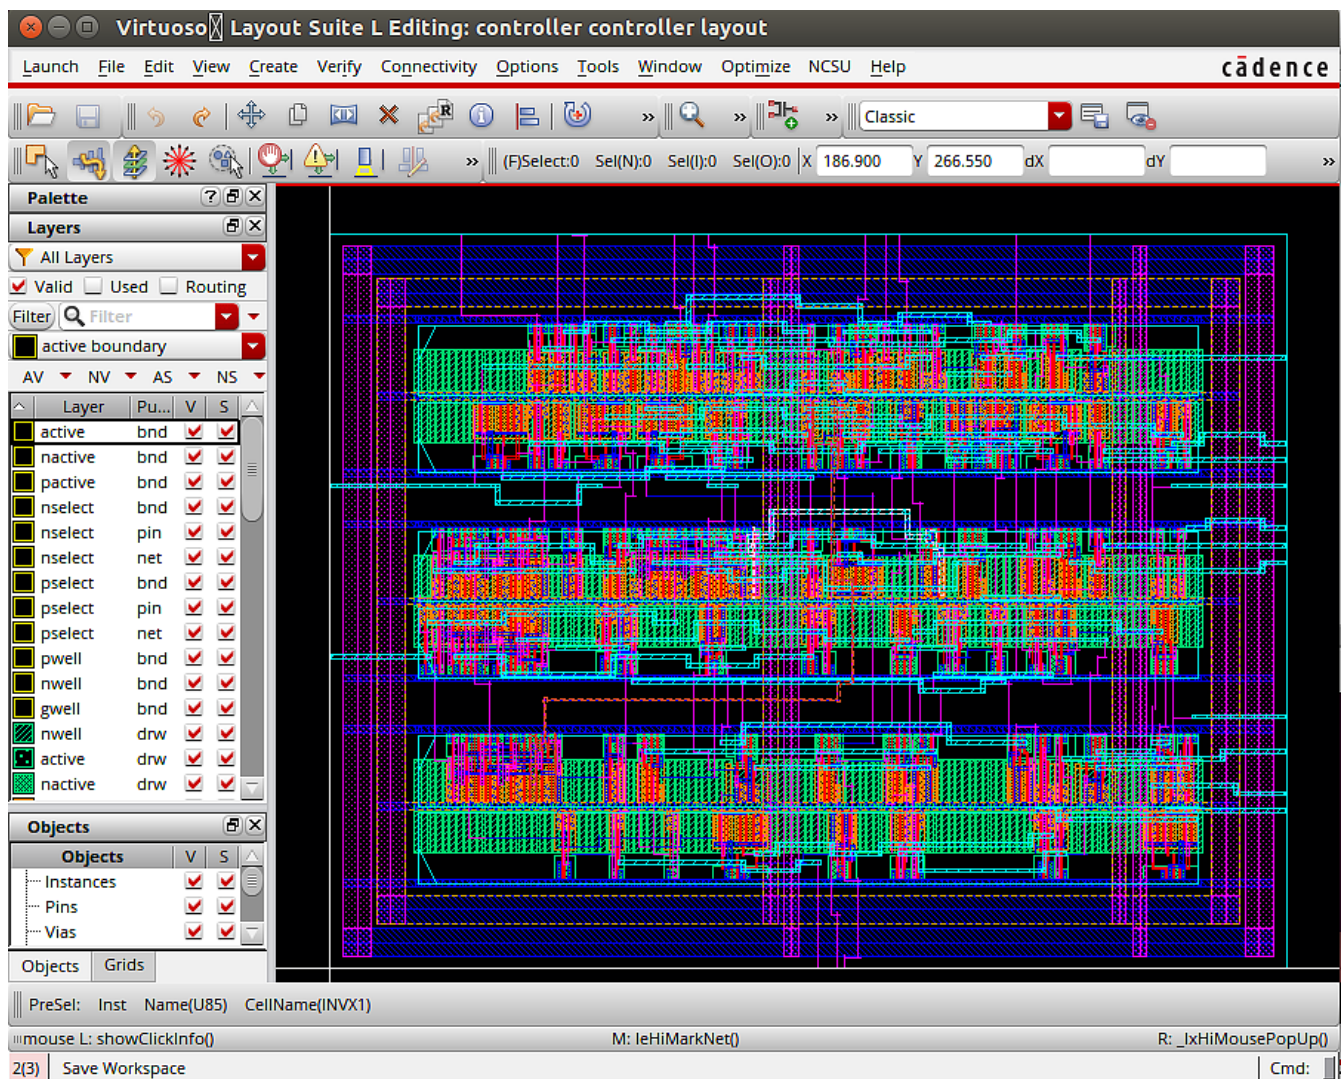 Virtuoso Layout Suite L Editing: controller controller layout
Launch File Edit View Create Verify Connectivity Options Tools Window Optimize NCSU Help cādence
» » » Classic
» (F)Select:0 Sel(N):0 Sel(I):0 Sel(O):0 X 186.900 Y 266.550 dX dY »
Palette
Layers
All Layers
Valid Used Routing
Filter Filter
active boundary
AV NV AS NS
Layer Pu... V S
active bnd
nactive bnd
pactive bnd
nselect bnd
nselect pin
nselect net
pselect bnd
pselect pin
pselect net
pwell bnd
nwell bnd
gwell bnd
nwell drw
active drw
nactive drw
Objects
Objects V S
Instances
Pins
Vias
Objects Grids
PreSel: Inst Name(U85) CellName(INVX1)
mouse L: showClickInfo() M: leHiMarkNet() R: _lxHiMousePopUp()
2(3) Save Workspace Cmd: